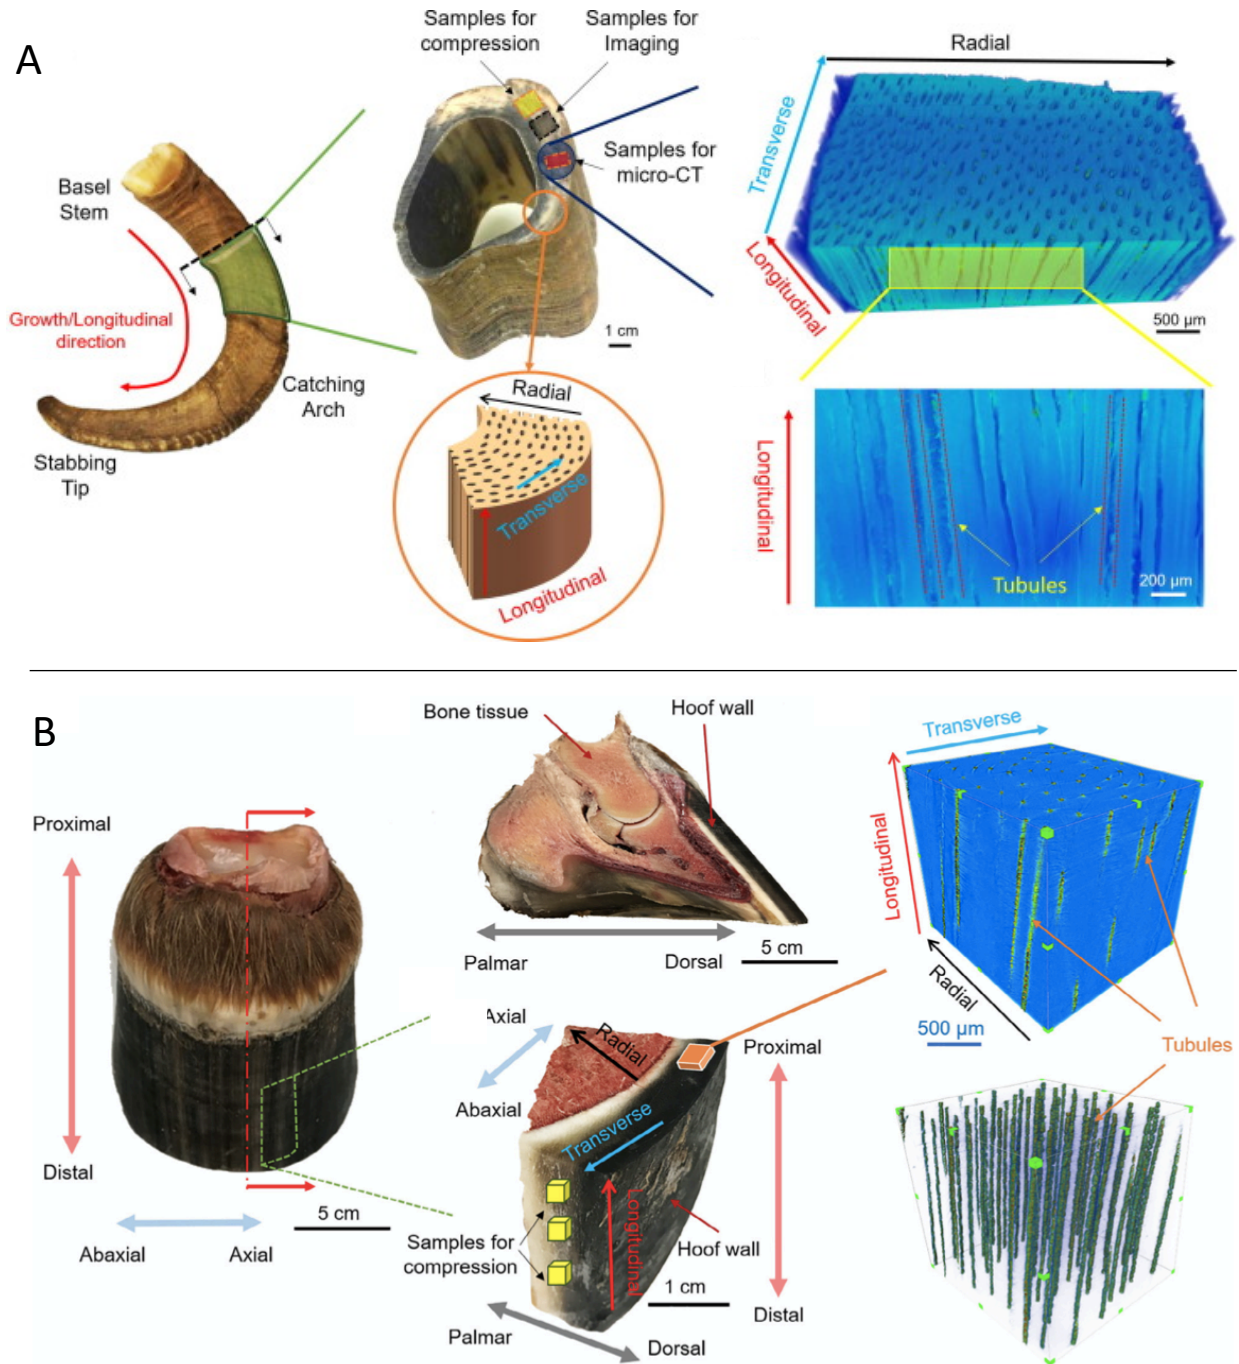 A
Samples for
compression
Samples for
Imaging
Samples for
micro-CT
Basel
Stem
Growth/Longitudinal
direction
Catching
Arch
Stabbing
Tip
1 cm
Radial
Transverse
Longitudinal
Radial
Transverse
Longitudinal
500 µm
Longitudinal
Tubules
200 µm
B
Proximal
Distal
Abaxial
Axial
5 cm
Bone tissue
Hoof wall
Palmar
Dorsal
5 cm
Axial
Abaxial
Radial
Transverse
Longitudinal
Proximal
Distal
Samples for
compression
Hoof wall
1 cm
Palmar
Dorsal
Transverse
Longitudinal
Radial
500 µm
Tubules